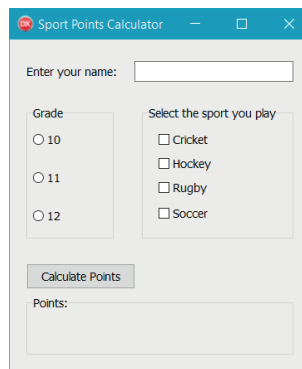 Sport Points Calculator
Enter your name:
Grade
10
11
12
Select the sport you play
Cricket
Hockey
Rugby
Soccer
Calculate Points
Points: